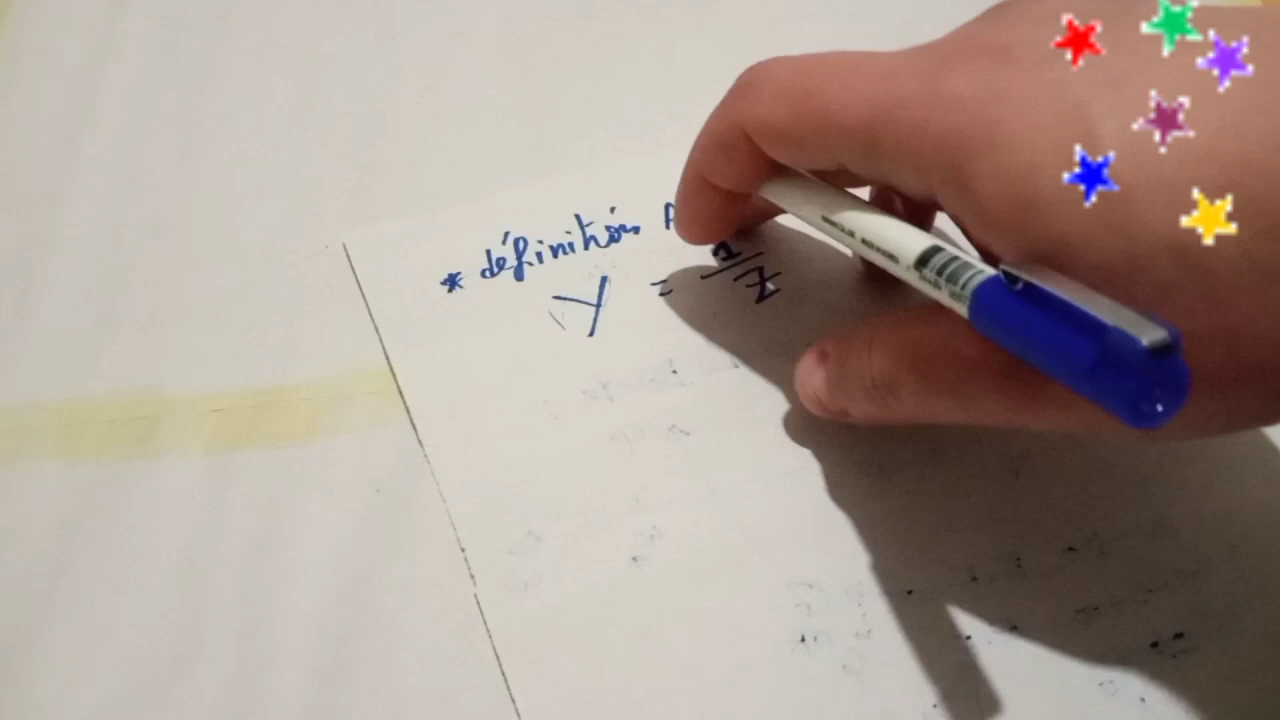 * définition
Y = 1/Z